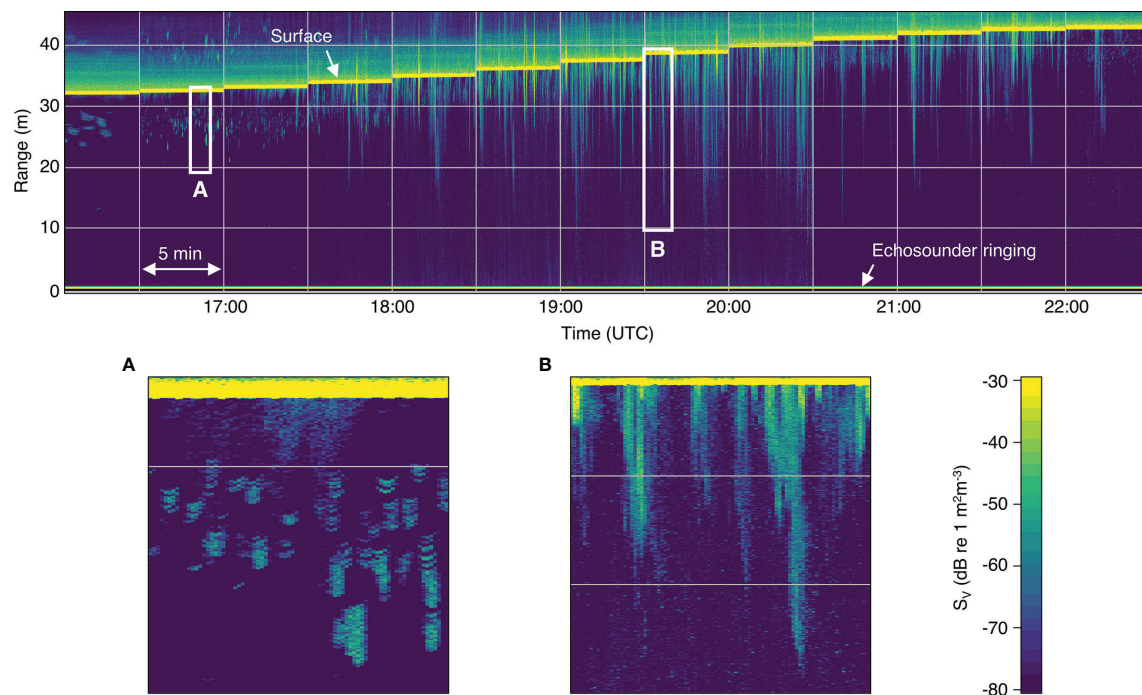 Range (m)
40
30
20
10
0
Surface
A
B
5 min
Echosounder ringing
17:00 18:00 19:00 20:00 21:00 22:00
Time (UTC)
A
B
-30
-40
-50
-60
-70
-80
Sᵥ (dB re 1 m²m⁻³)